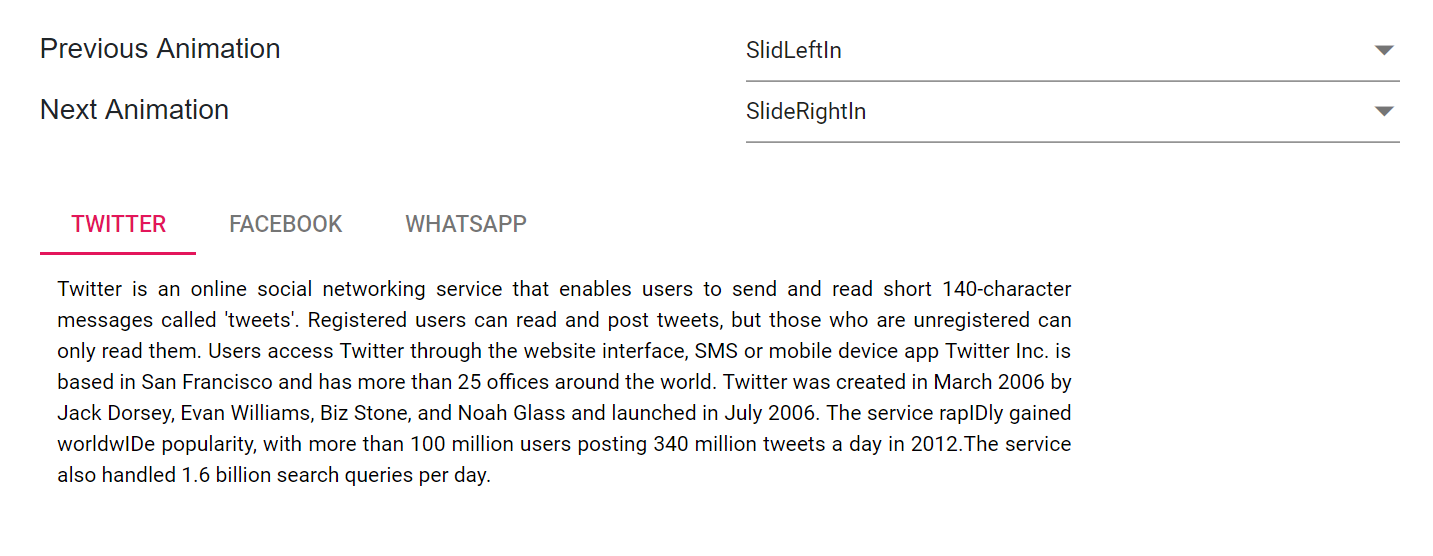 Previous Animation
SlidLeftIn
Next Animation
SlideRightIn
TWITTER FACEBOOK WHATSAPP
Twitter is an online social networking service that enables users to send and read short 140-character
messages called 'tweets'. Registered users can read and post tweets, but those who are unregistered can
only read them. Users access Twitter through the website interface, SMS or mobile device app Twitter Inc. is
based in San Francisco and has more than 25 offices around the world. Twitter was created in March 2006 by
Jack Dorsey, Evan Williams, Biz Stone, and Noah Glass and launched in July 2006. The service rapIDly gained
worldwIDe popularity, with more than 100 million users posting 340 million tweets a day in 2012.The service
also handled 1.6 billion search queries per day.